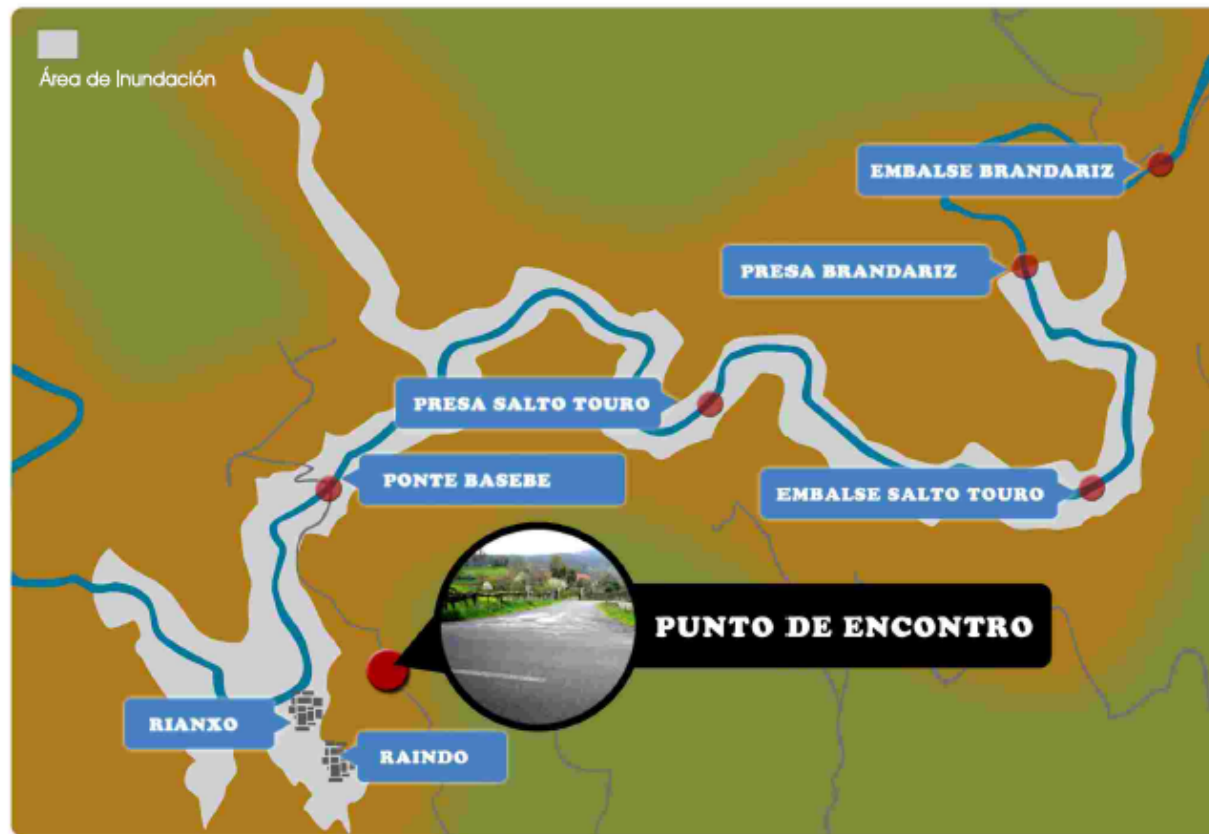 Área de Inundación
EMBALSE BRANDARIZ
PRESA BRANDARIZ
PRESA SALTO TOURO
PONTE BASEBE
EMBALSE SALTO TOURO
PUNTO DE ENCONTRO
RIANXO
RAINDO